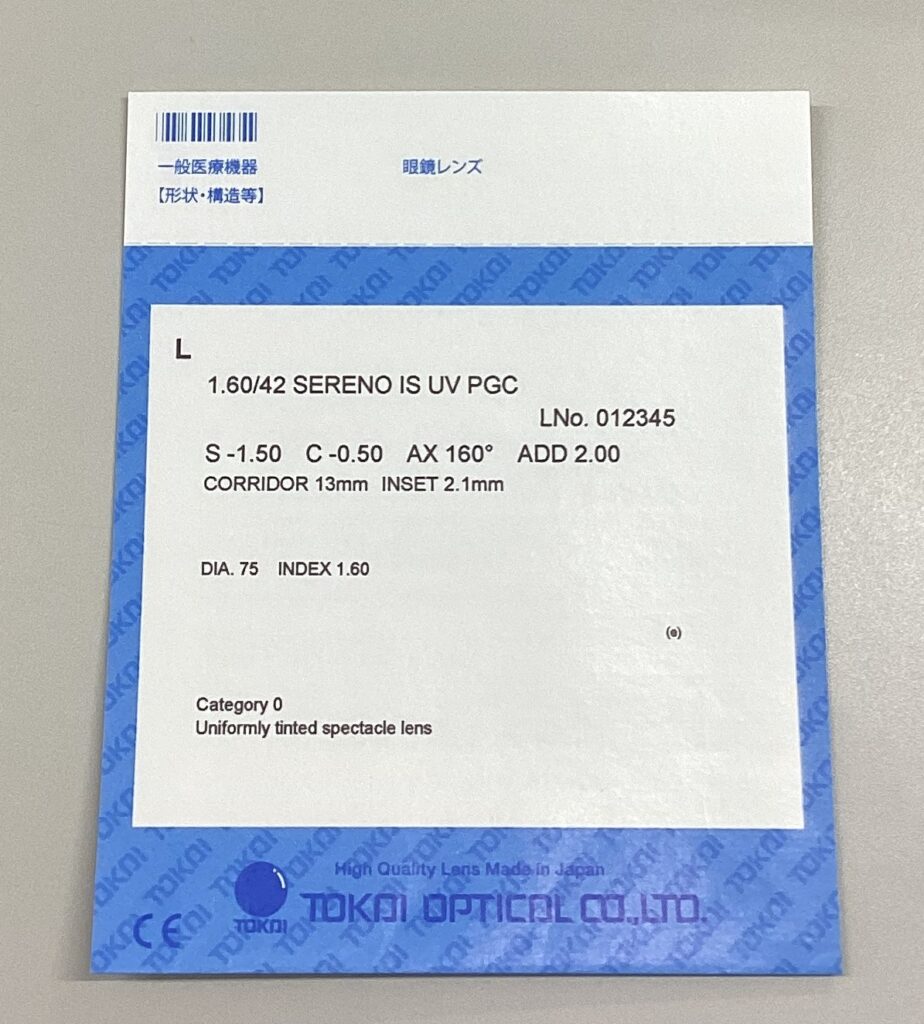 一般医療機器 眼鏡レンズ
【形状・構造等】
L
1.60/42 SERENO IS UV PGC
LNo. 012345
S -1.50 C -0.50 AX 160° ADD 2.00
CORRIDOR 13mm INSET 2.1mm
DIA. 75 INDEX 1.60
(e)
Category 0
Uniformly tinted spectacle lens
High Quality Lens Made in Japan
TOKAI OPTICAL CO.,LTD.
TOKAI
CE